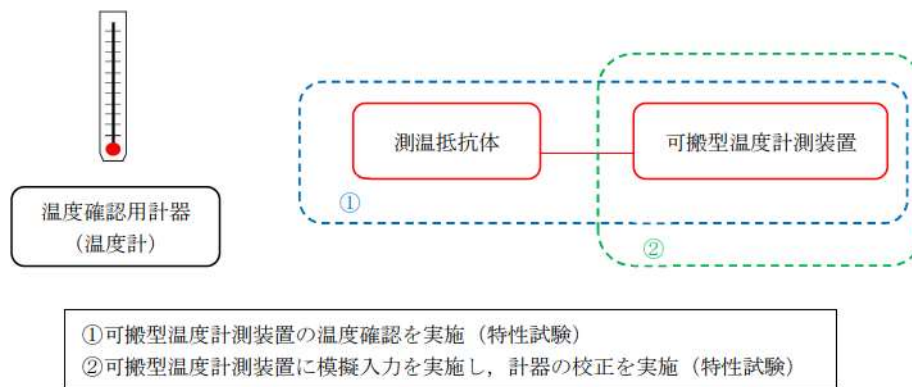 測温抵抗体
可搬型温度計測装置
①
②
温度確認用計器
（温度計）
①可搬型温度計測装置の温度確認を実施（特性試験）
②可搬型温度計測装置に模擬入力を実施し，計器の校正を実施（特性試験）